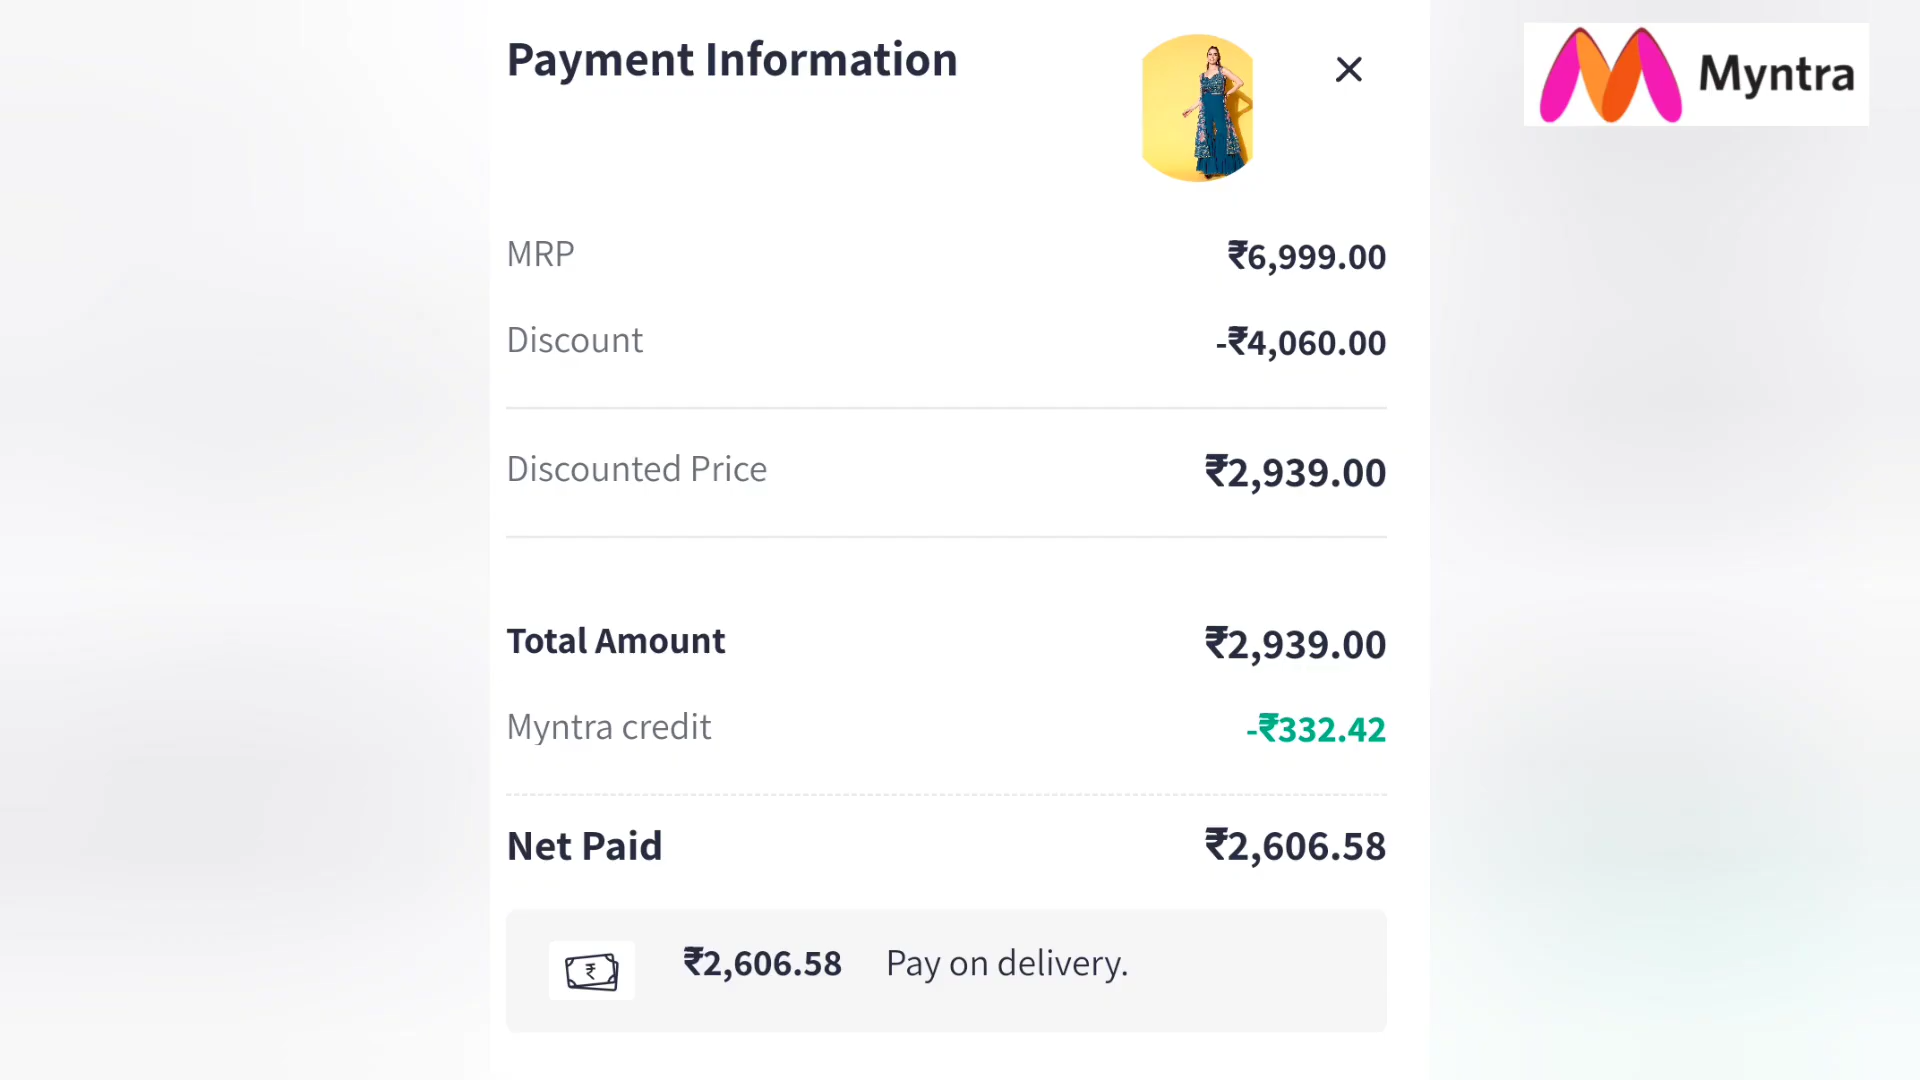 Payment Information
Myntra
MRP ₹6,999.00
Discount -₹4,060.00
Discounted Price ₹2,939.00
Total Amount ₹2,939.00
Myntra credit -₹332.42
Net Paid ₹2,606.58
₹
₹2,606.58 Pay on delivery.